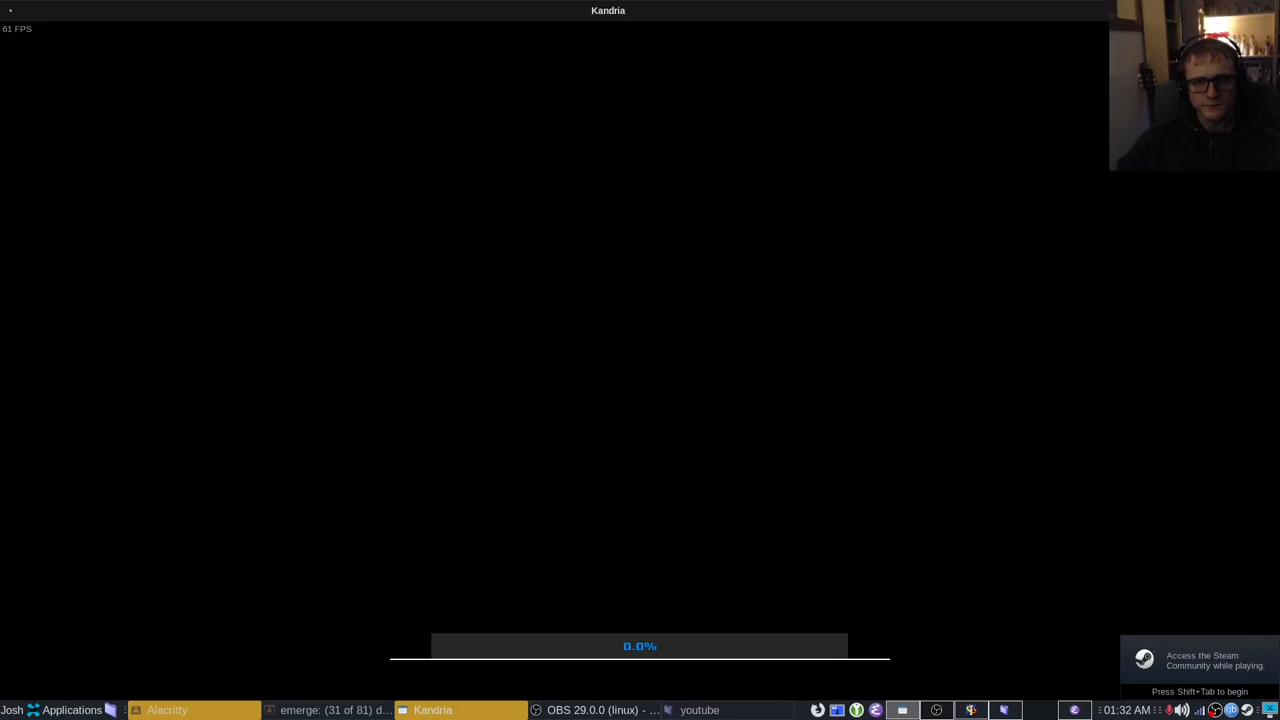 Kandria
61 FPS
0.0%
Access the Steam
Community while playing.
Press Shift+Tab to begin
Josh Applications Alacritty emerge: (31 of 81) d... Kandria OBS 29.0.0 (linux) - ... youtube 01:32 AM